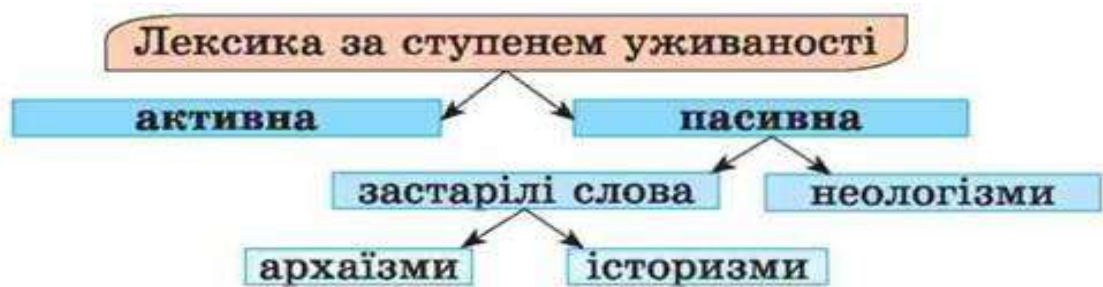 Лексика за ступенем уживаності
активна
пасивна
застарілі слова
неологізми
архаїзми
історизми